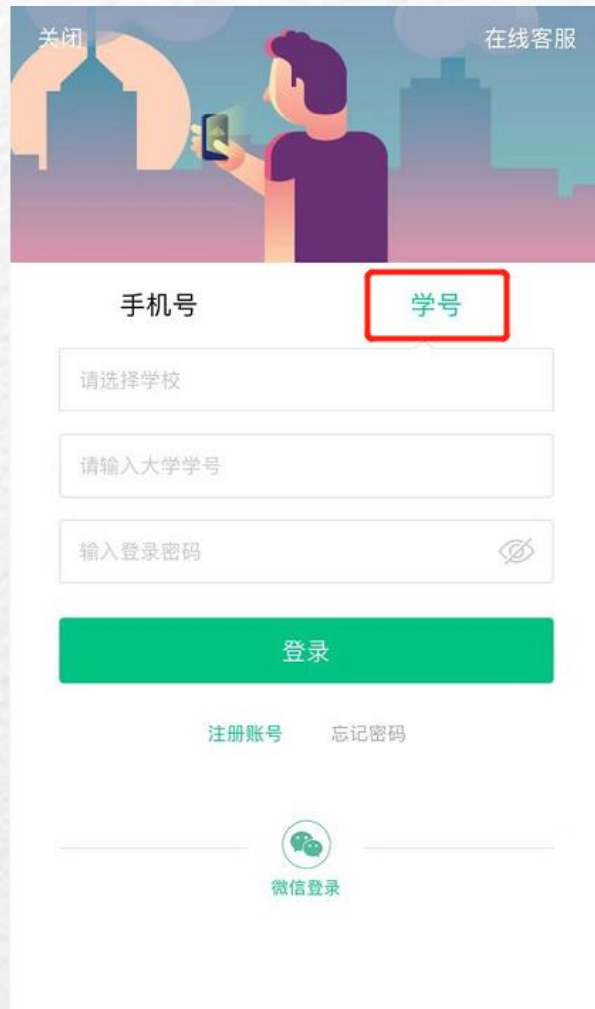 关闭
在线客服
手机号
学号
请选择学校
请输入大学学号
输入登录密码
登录
注册账号
忘记密码
微信登录